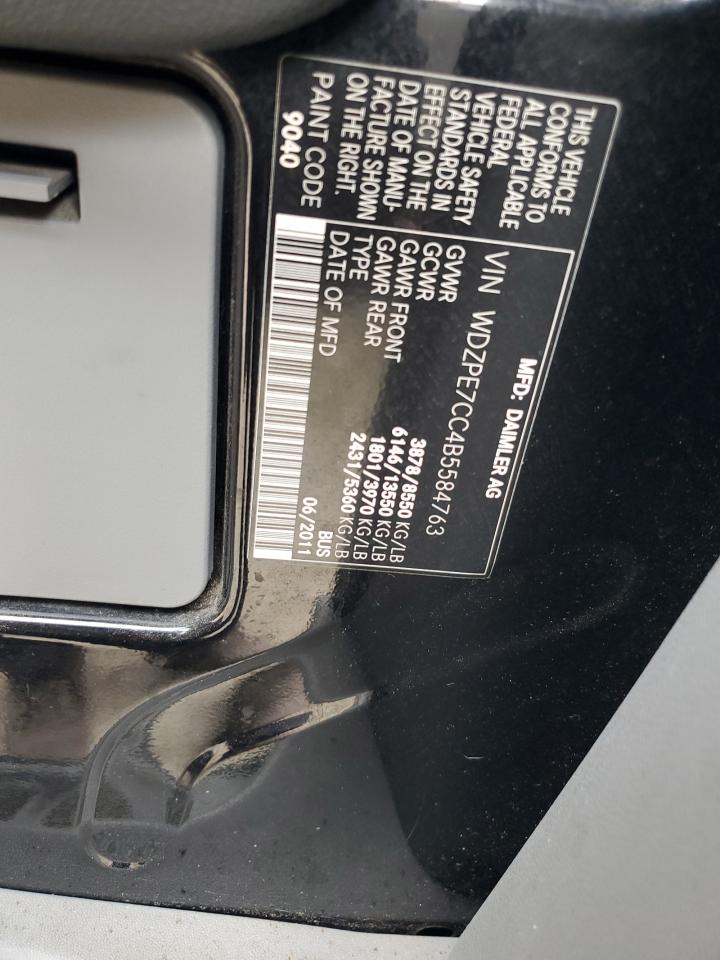 THIS VEHICLE
CONFORMS TO
ALL APPLICABLE
FEDERAL
VEHICLE SAFETY
STANDARDS IN
EFFECT ON THE
DATE OF MANU-
FACTURE SHOWN
ON THE RIGHT.
PAINT CODE
9040
MFD: DAIMLER AG
VIN WDZPE7CC4B5584763
GVWR 3878/8550 KG/LB
GCWR 6146/13550 KG/LB
GAWR FRONT 1801/3970 KG/LB
GAWR REAR 2431/5360 KG/LB
TYPE BUS
DATE OF MFD 06/2011